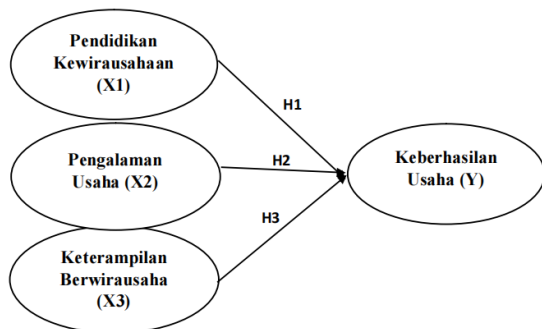 Pendidikan
Kewirausahaan
(X1)
H1
Pengalaman
Usaha (X2)
H2
Keberhasilan
Usaha (Y)
H3
Keterampilan
Berwirausaha
(X3)